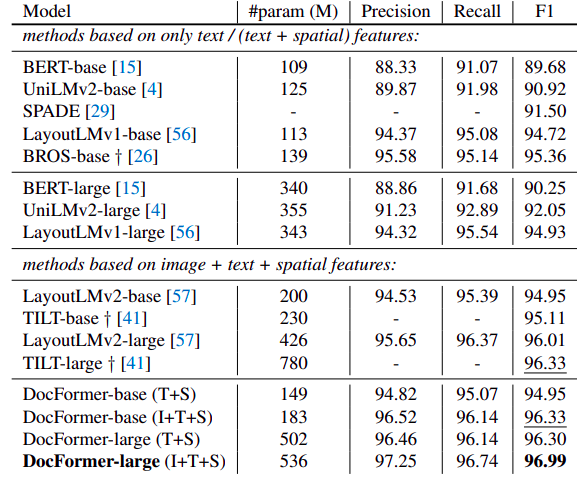 Model #param (M) Precision Recall F1
methods based on only text / (text + spatial) features:
BERT-base [15] 109 88.33 91.07 89.68
UniLMv2-base [4] 125 89.87 91.98 90.92
SPADE [29] - - - 91.50
LayoutLMv1-base [56] 113 94.37 95.08 94.72
BROS-base † [26] 139 95.58 95.14 95.36
BERT-large [15] 340 88.86 91.68 90.25
UniLMv2-large [4] 355 91.23 92.89 92.05
LayoutLMv1-large [56] 343 94.32 95.54 94.93
methods based on image + text + spatial features:
LayoutLMv2-base [57] 200 94.53 95.39 94.95
TILT-base † [41] 230 - - 95.11
LayoutLMv2-large [57] 426 95.65 96.37 96.01
TILT-large † [41] 780 - - 96.33
DocFormer-base (T+S) 149 94.82 95.07 94.95
DocFormer-base (I+T+S) 183 96.52 96.14 96.33
DocFormer-large (T+S) 502 96.46 96.14 96.30
DocFormer-large (I+T+S) 536 97.25 96.74 96.99